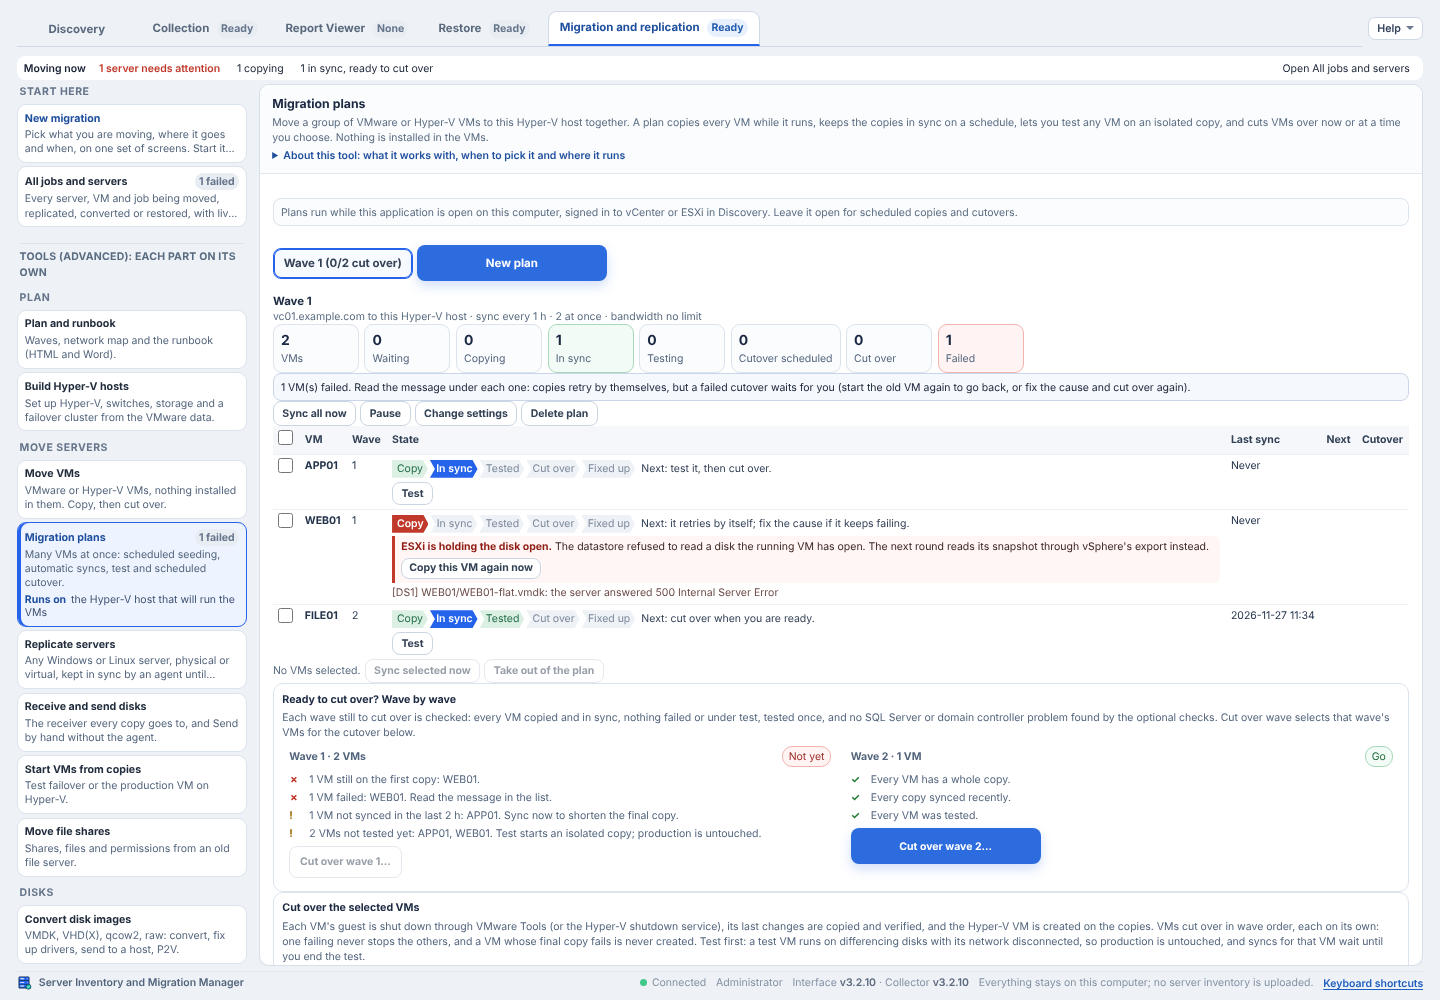 Discovery
Collection Ready
Report Viewer None
Restore Ready
Migration and replication Ready
Help
Moving now 1 server needs attention 1 copying 1 in sync, ready to cut over
Open All jobs and servers
START HERE
New migration
Pick what you are moving, where it goes
and when, on one set of screens. Start it...
All jobs and servers 1 failed
Every server, VM and job being moved,
replicated, converted or restored, with liv...
TOOLS (ADVANCED): EACH PART ON ITS
OWN
PLAN
Plan and runbook
Waves, network map and the runbook
(HTML and Word).
Build Hyper-V hosts
Set up Hyper-V, switches, storage and a
failover cluster from the VMware data.
MOVE SERVERS
Move VMs
VMware or Hyper-V VMs, nothing installed
in them. Copy, then cut over.
Migration plans 1 failed
Many VMs at once: scheduled seeding,
automatic syncs, test and scheduled
cutover.
Runs on the Hyper-V host that will run the
VMs
Replicate servers
Any Windows or Linux server, physical or
virtual, kept in sync by an agent until...
Receive and send disks
The receiver every copy goes to, and Send
by hand without the agent.
Start VMs from copies
Test failover or the production VM on
Hyper-V.
Move file shares
Shares, files and permissions from an old
file server.
DISKS
Convert disk images
VMDK, VHD(X), qcow2, raw: convert, fix
up drivers, send to a host, P2V.
Migration plans
Move a group of VMware or Hyper-V VMs to this Hyper-V host together. A plan copies every VM while it runs, keeps the copies in sync on a schedule, lets you test any VM on an isolated copy, and cuts VMs over now or at a time
you choose. Nothing is installed in the VMs.
About this tool: what it works with, when to pick it and where it runs
Plans run while this application is open on this computer, signed in to vCenter or ESXi in Discovery. Leave it open for scheduled copies and cutovers.
Wave 1 (0/2 cut over)
New plan
Wave 1
vc01.example.com to this Hyper-V host · sync every 1 h · 2 at once · bandwidth no limit
2 0 0 1 0 0 0 1
VMs Waiting Copying In sync Testing Cutover scheduled Cut over Failed
1 VM(s) failed. Read the message under each one: copies retry by themselves, but a failed cutover waits for you (start the old VM again to go back, or fix the cause and cut over again).
Sync all now Pause Change settings Delete plan
VM Wave State Last sync Next Cutover
APP01 1 Copy In sync Tested Cut over Fixed up Next: test it, then cut over. Never
Test
WEB01 1 Copy In sync Tested Cut over Fixed up Next: it retries by itself; fix the cause if it keeps failing. Never
ESXi is holding the disk open. The datastore refused to read a disk the running VM has open. The next round reads its snapshot through vSphere's export instead.
Copy this VM again now
[DS1] WEB01/WEB01-flat.vmdk: the server answered 500 Internal Server Error
FILE01 2 Copy In sync Tested Cut over Fixed up Next: cut over when you are ready. 2026-11-27 11:34
Test
No VMs selected. Sync selected now Take out of the plan
Ready to cut over? Wave by wave
Each wave still to cut over is checked: every VM copied and in sync, nothing failed or under test, tested once, and no SQL Server or domain controller problem found by the optional checks. Cut over wave selects that wave's
VMs for the cutover below.
Wave 1 · 2 VMs Not yet
× 1 VM still on the first copy: WEB01.
× 1 VM failed: WEB01. Read the message in the list.
! 1 VM not synced in the last 2 h: APP01. Sync now to shorten the final copy.
! 2 VMs not tested yet: APP01, WEB01. Test starts an isolated copy; production is untouched.
Cut over wave 1...
Wave 2 · 1 VM Go
✓ Every VM has a whole copy.
✓ Every copy synced recently.
✓ Every VM was tested.
Cut over wave 2...
Cut over the selected VMs
Each VM's guest is shut down through VMware Tools (or the Hyper-V shutdown service), its last changes are copied and verified, and the Hyper-V VM is created on the copies. VMs cut over in wave order, each on its own:
one failing never stops the others, and a VM whose final copy fails is never created. Test first: a test VM runs on differencing disks with its network disconnected, so production is untouched, and syncs for that VM wait until
you end the test.
Server Inventory and Migration Manager
Connected Administrator Interface v3.2.10 · Collector v3.2.10 Everything stays on this computer; no server inventory is uploaded. Keyboard shortcuts